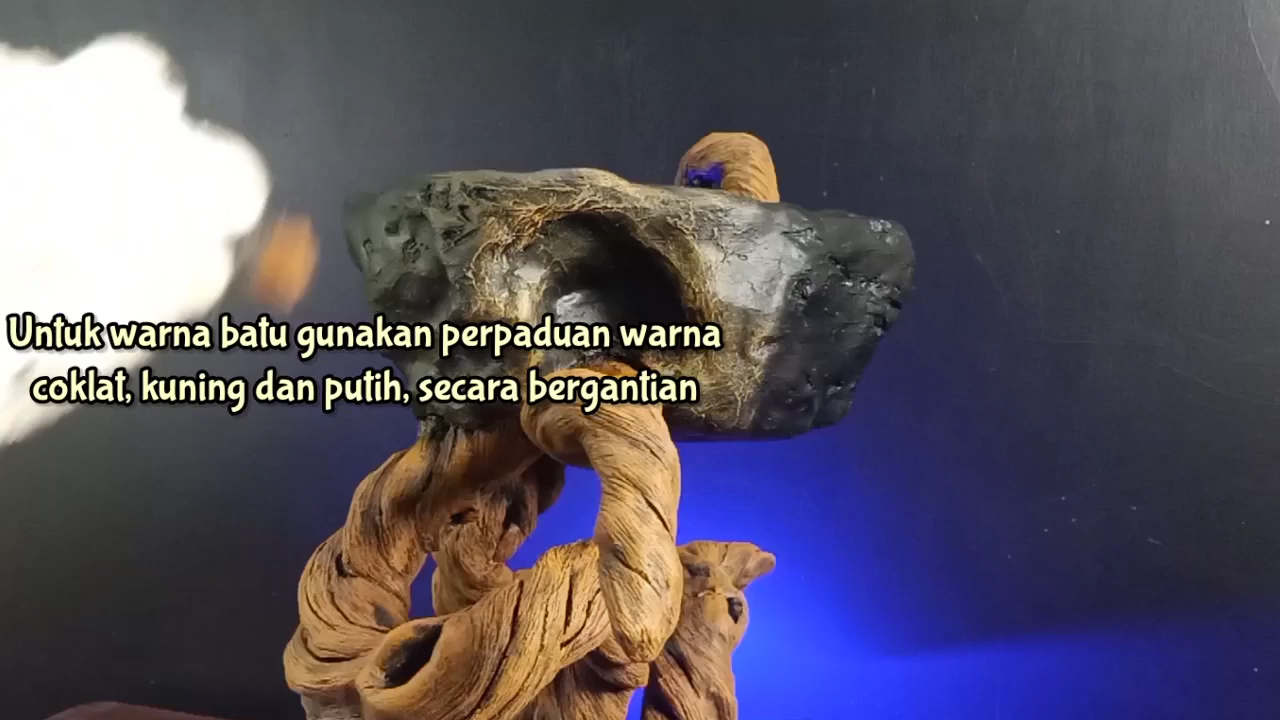 Untuk warna batu gunakan perpaduan warna
coklat, kuning dan putih, secara bergantian